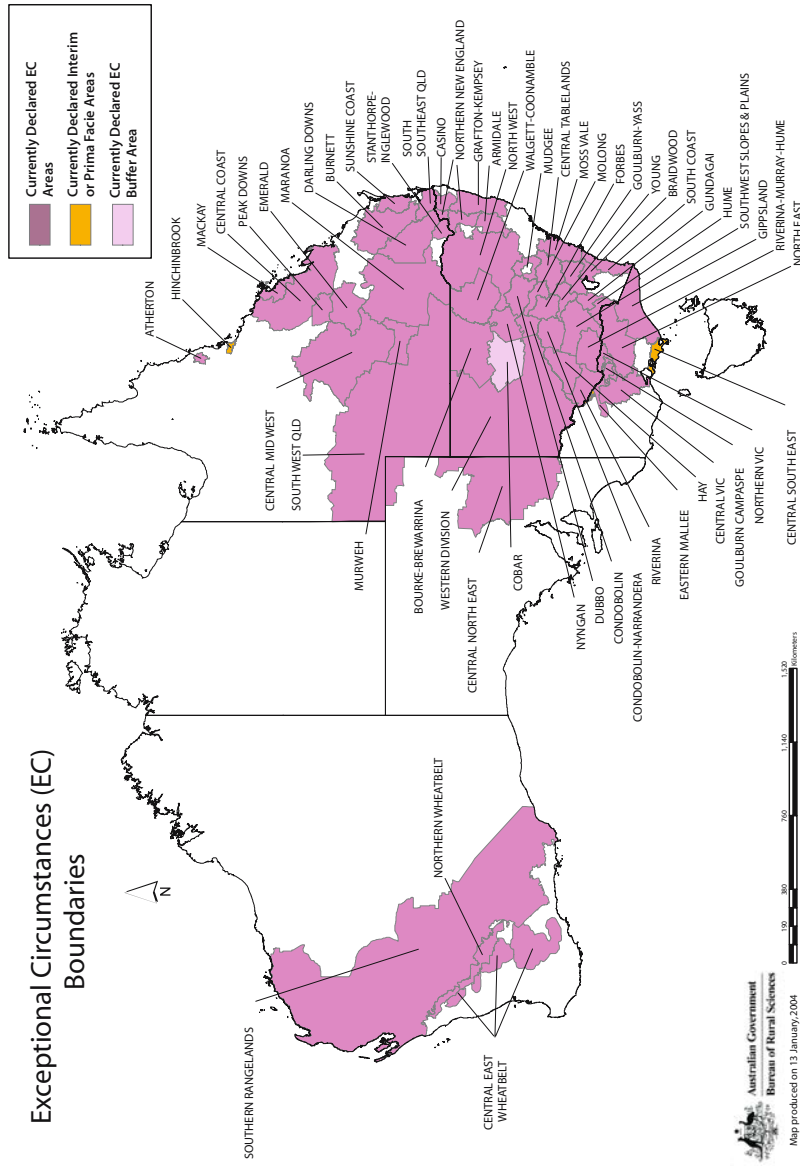 Exceptional Circumstances (EC)
Boundaries
Currently Declared EC
Areas
Currently Declared Interim
or Prima Facie Areas
Currently Declared EC
Buffer Area
N
ATHERTON
HINCHINBROOK
MACKAY
CENTRAL COAST
PEAK DOWNS
EMERALD
MARANOA
DARLING DOWNS
BURNETT
SUNSHINE COAST
STANTHORPE-
INGLEWOOD
SOUTH
SOUTHEAST QLD
CASINO
NORTHERN NEW ENGLAND
GRAFTON-KEMPSEY
ARMIDALE
NORTH WEST
WALGETT-COONAMBLE
MUDGEE
CENTRAL TABLELANDS
MOSS VALE
MOLONG
FORBES
GOULBURN-YASS
YOUNG
BRAIDWOOD
SOUTH COAST
GUNDAGAI
HUME
SOUTHWEST SLOPES & PLAINS
GIPPSLAND
RIVERINA-MURRAY-HUME
NORTH EAST
CENTRAL MID WEST
SOUTH WEST QLD
MURWEH
BOURKE-BREWARRINA
WESTERN DIVISION
CENTRAL NORTH EAST
COBAR
NYNGAN
DUBBO
CONDOBOLIN
CONDOBOLIN-NARRANDERA
RIVERINA
EASTERN MALLEE
HAY
CENTRAL VIC
GOULBURN CAMPASPE
NORTHERN VIC
CENTRAL SOUTH EAST
SOUTHERN RANGELANDS
NORTHERN WHEATBELT
CENTRAL EAST
WHEATBELT
0 190 380 760 1,140 1,520
Kilometers
Australian Government
Bureau of Rural Sciences
Map produced on 13 January, 2004